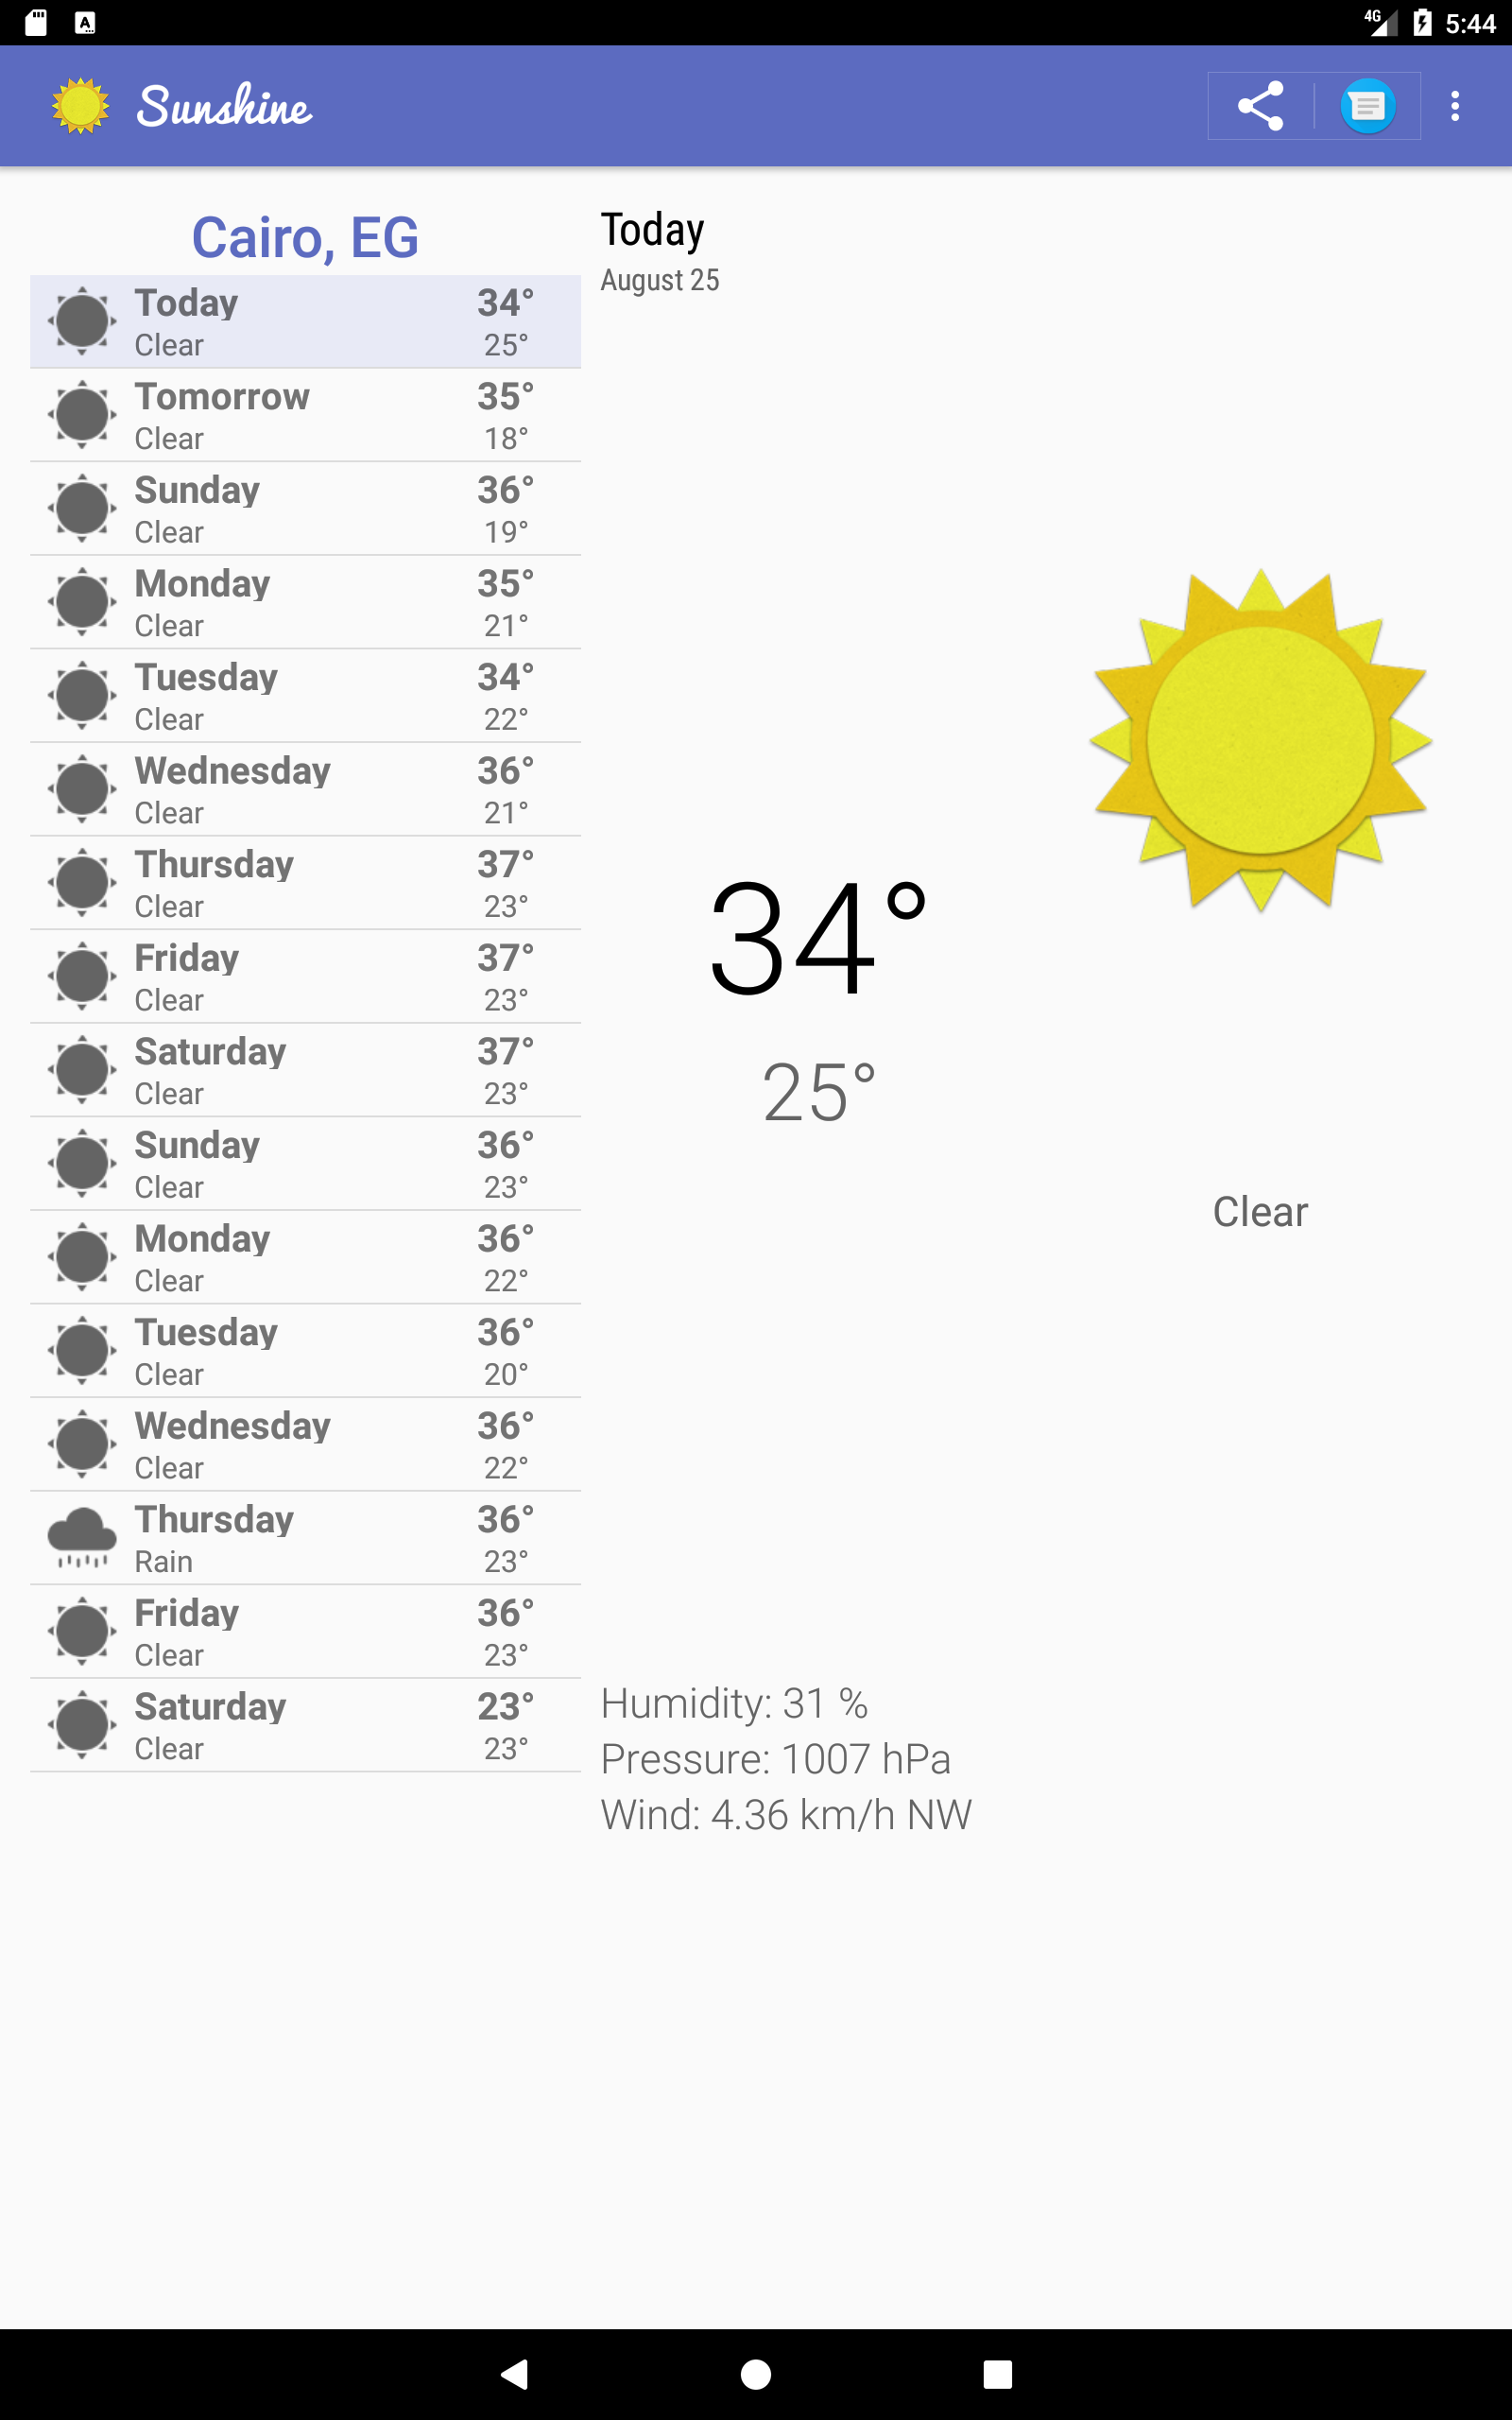 4G 5:44
Sunshine
Cairo, EG
Today 34°
Clear 25°
Tomorrow 35°
Clear 18°
Sunday 36°
Clear 19°
Monday 35°
Clear 21°
Tuesday 34°
Clear 22°
Wednesday 36°
Clear 21°
Thursday 37°
Clear 23°
Friday 37°
Clear 23°
Saturday 37°
Clear 23°
Sunday 36°
Clear 23°
Monday 36°
Clear 22°
Tuesday 36°
Clear 20°
Wednesday 36°
Clear 22°
Thursday 36°
Rain 23°
Friday 36°
Clear 23°
Saturday 23°
Clear 23°
Today
August 25
34°
25°
Clear
Humidity: 31 %
Pressure: 1007 hPa
Wind: 4.36 km/h NW